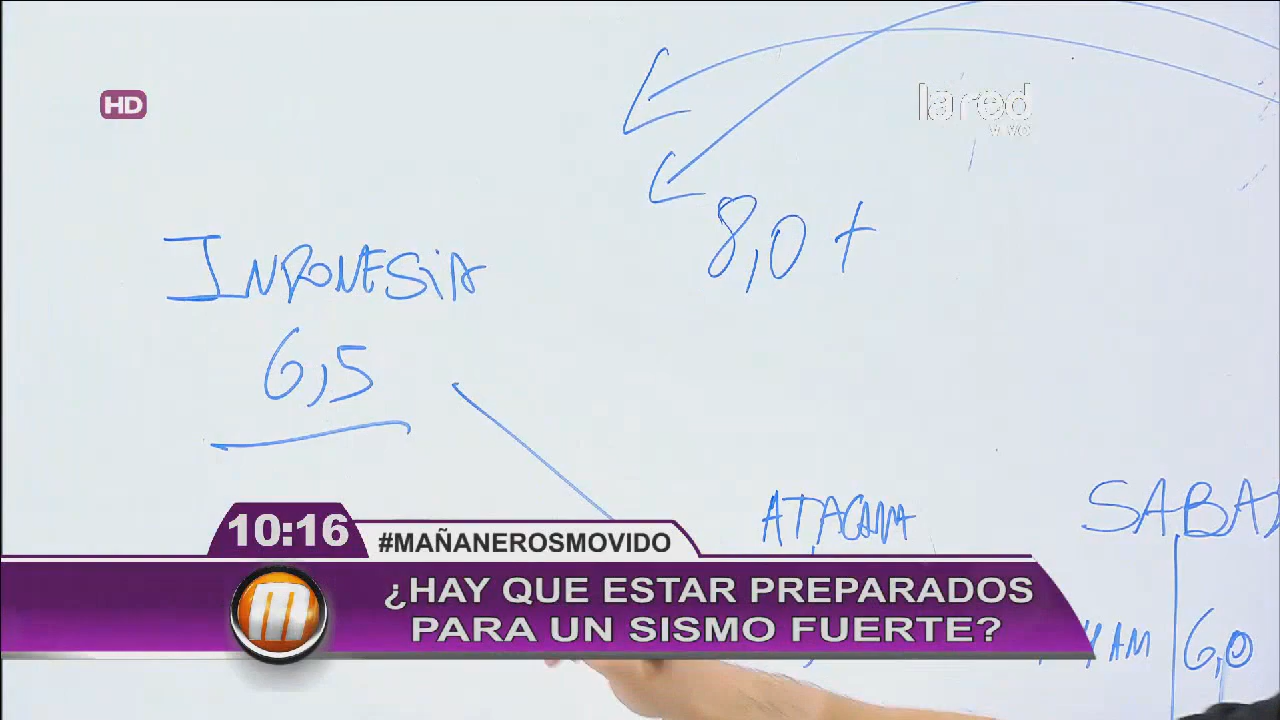 HD
lared
vivo
8,0 +
INDONESIA
6,5
ATACAMA
10:16
#MAÑANEROSMOVIDO
¿HAY QUE ESTAR PREPARADOS
PARA UN SISMO FUERTE?
AM
6,0